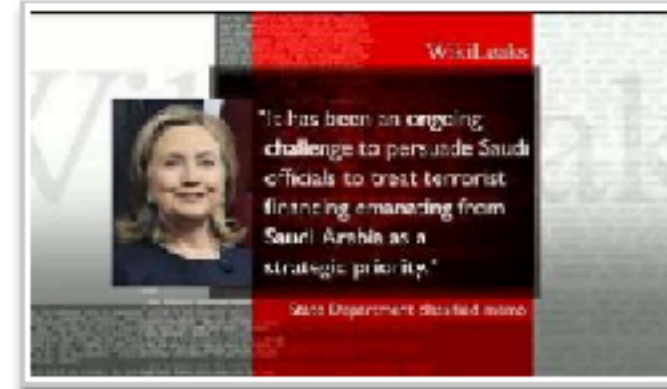 WikiLeaks
"It has been an ongoing
challenge to persuade Saudi
officials to treat terrorist
financing emanating from
Saudi Arabia as a
strategic priority."
State Department classified memo